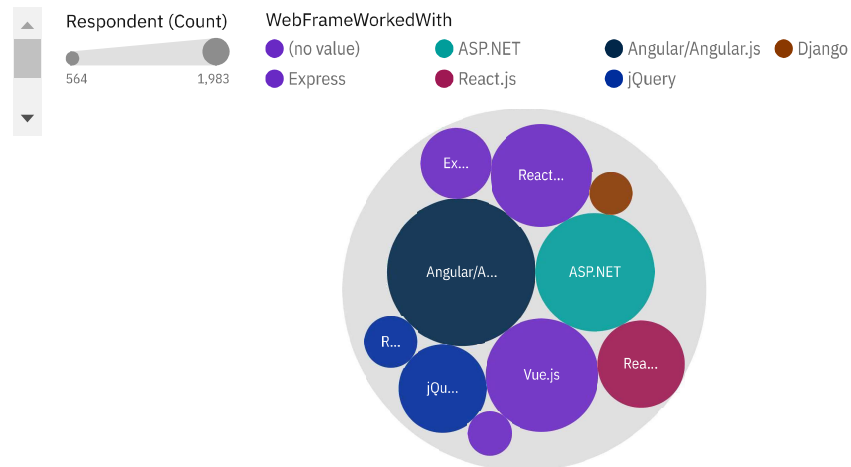 Respondent (Count)
564
1,983
WebFrameWorkedWith
(no value)
ASP.NET
Angular/Angular.js
Django
Express
React.js
jQuery
Ex...
React...
Angular/A...
ASP.NET
R...
Rea...
jQu...
Vue.js